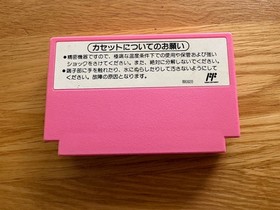 カセットについてのお願い
●精密機器ですので、極端な温度条件下での使用や保管および強い
ショックをさけてください。また、絶対に分解しないでください。
●端子部に手を触れたり、水にぬらしたりして汚さないようにして
ください。故障の原因となります。